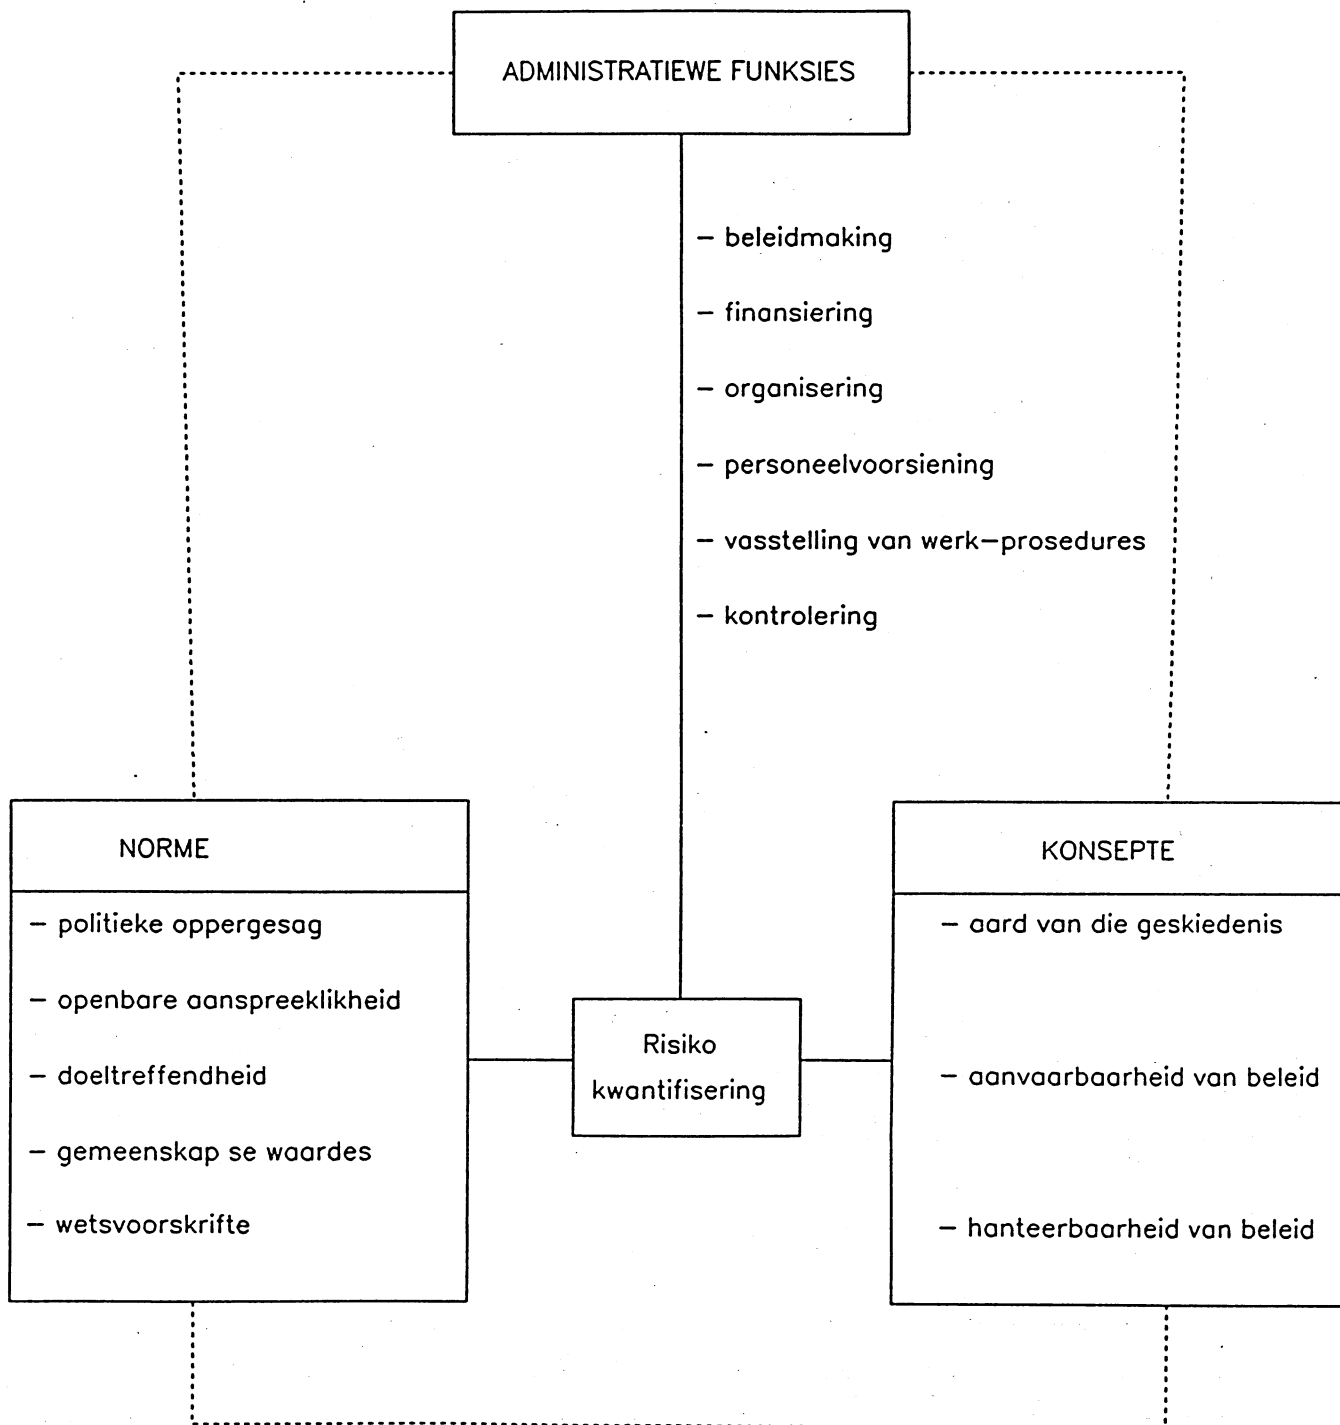 ADMINISTRATIEWE FUNKSIES
– beleidmaking
– finansiering
– organisering
– personeelvoorsiening
– vasstelling van werk–prosedures
– kontrolering
NORME
– politieke oppergesag
– openbare aanspreeklikheid
– doeltreffendheid
– gemeenskap se waardes
– wetsvoorskrifte
Risiko
kwantifisering
KONSEPTE
– aard van die geskiedenis
– aanvaarbaarheid van beleid
– hanteerbaarheid van beleid